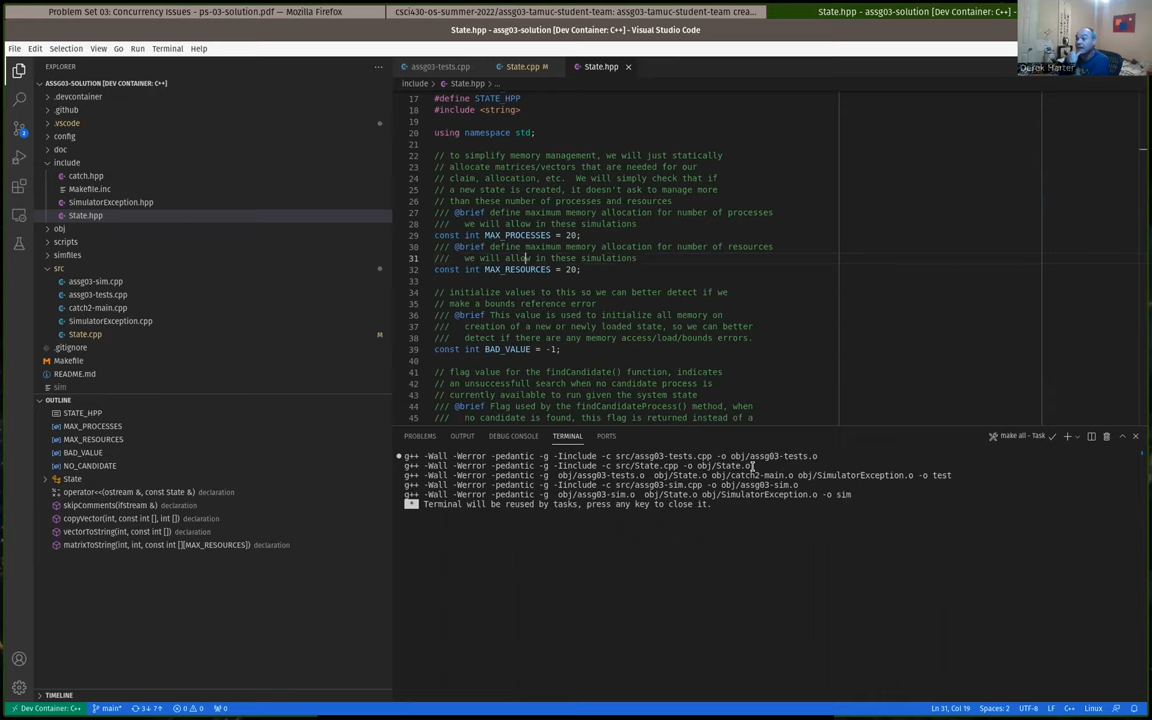 Problem Set 03: Concurrency Issues - ps-03-solution.pdf — Mozilla Firefox
csci430-os-summer-2022/assg03-tamuc-student-team: assg03-tamuc-student-team crea...
State.hpp - assg03-solution [Dev Container: C++]
State.hpp - assg03-solution [Dev Container: C++] - Visual Studio Code
File Edit Selection View Go Run Terminal Help
Derek Harter
EXPLORER
ASSG03-SOLUTION [DEV CONTAINER: C++]
.devcontainer
.github
.vscode
config
doc
include
catch.hpp
Makefile.inc
SimulatorException.hpp
State.hpp
obj
scripts
simfiles
src
assg03-sim.cpp
assg03-tests.cpp
catch2-main.cpp
SimulatorException.cpp
State.cpp M
.gitignore
Makefile
README.md
sim
OUTLINE
STATE_HPP
MAX_PROCESSES
MAX_RESOURCES
BAD_VALUE
NO_CANDIDATE
State
operator<<(ostream &, const State &) declaration
skipcomments(ifstream &) declaration
copyVector(int, const int [], int []) declaration
vectorToString(int, const int []) declaration
matrixToString(int, int, const int [][MAX_RESOURCES]) declaration
TIMELINE
assg03-tests.cpp State.cpp M State.hpp
include > State.hpp > ...
17 #define STATE_HPP
18 #include <string>
19
20 using namespace std;
21
22 // to simplify memory management, we will just statically
23 // allocate matrices/vectors that are needed for our
24 // claim, allocation, etc.  We will simply check that if
25 // a new state is created, it doesn't ask to manage more
26 // than these number of processes and resources
27 /// @brief define maximum memory allocation for number of processes
28 ///   we will allow in these simulations
29 const int MAX_PROCESSES = 20;
30 /// @brief define maximum memory allocation for number of resources
31 ///   we will allow in these simulations
32 const int MAX_RESOURCES = 20;
33
34 // initialize values to this so we can better detect if we
35 // make a bounds reference error
36 /// @brief This value is used to initialize all memory on
37 ///   creation of a new or newly loaded state, so we can better
38 ///   detect if there are any memory access/load/bounds errors.
39 const int BAD_VALUE = -1;
40
41 // flag value for the findCandidate() function, indicates
42 // an unsuccessfull search when no candidate process is
43 // currently available to run given the system state
44 /// @brief Flag used by the findCandidateProcess() method, when
45 ///   no candidate is found, this flag is returned instead of a
PROBLEMS OUTPUT DEBUG CONSOLE TERMINAL PORTS
make all - Task
g++ -Wall -Werror -pedantic -g -Iinclude -c src/assg03-tests.cpp -o obj/assg03-tests.o
g++ -Wall -Werror -pedantic -g -Iinclude -c src/State.cpp -o obj/State.o
g++ -Wall -Werror -pedantic -g  obj/assg03-tests.o  obj/State.o obj/catch2-main.o obj/SimulatorException.o -o test
g++ -Wall -Werror -pedantic -g -Iinclude -c src/assg03-sim.cpp -o obj/assg03-sim.o
g++ -Wall -Werror -pedantic -g  obj/assg03-sim.o  obj/State.o obj/SimulatorException.o -o sim
* Terminal will be reused by tasks, press any key to close it.
Dev Container: C++ main* 3↓ 7↑ 0 0 0 Ln 31, Col 19 Spaces: 2 UTF-8 LF C++ Linux